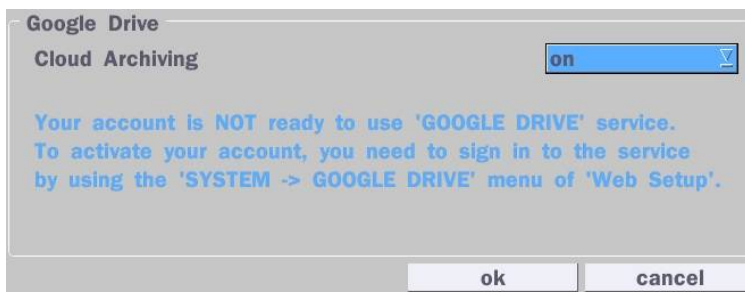 Google Drive
Cloud Archiving on
Your account is NOT ready to use 'GOOGLE DRIVE' service.
To activate your account, you need to sign in to the service
by using the 'SYSTEM -> GOOGLE DRIVE' menu of 'Web Setup'.
ok cancel